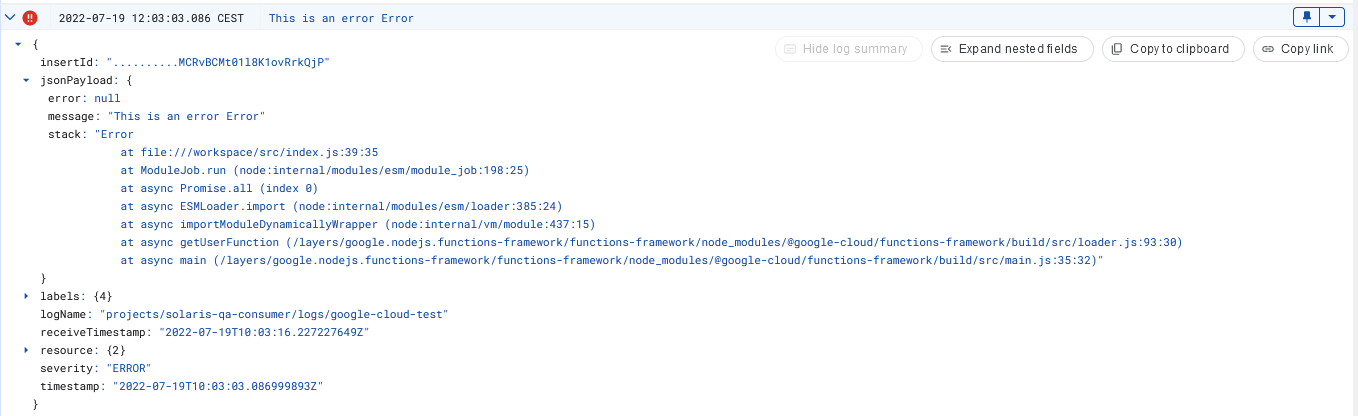 2022-07-19 12:03:03.086 CEST This is an error Error
{
Hide log summary Expand nested fields Copy to clipboard Copy link
insertId: "..........MCRvBCMt01l8K1ovRrkQjP"
jsonPayload: {
error: null
message: "This is an error Error"
stack: "Error
at file:///workspace/src/index.js:39:35
at ModuleJob.run (node:internal/modules/esm/module_job:198:25)
at async Promise.all (index 0)
at async ESMLoader.import (node:internal/modules/esm/loader:385:24)
at async importModuleDynamicallyWrapper (node:internal/vm/module:437:15)
at async getUserFunction (/layers/google.nodejs.functions-framework/functions-framework/node_modules/@google-cloud/functions-framework/build/src/loader.js:93:30)
at async main (/layers/google.nodejs.functions-framework/functions-framework/node_modules/@google-cloud/functions-framework/build/src/main.js:35:32)"
}
labels: {4}
logName: "projects/solaris-qa-consumer/logs/google-cloud-test"
receiveTimestamp: "2022-07-19T10:03:16.227227649Z"
resource: {2}
severity: "ERROR"
timestamp: "2022-07-19T10:03:03.086999893Z"
}